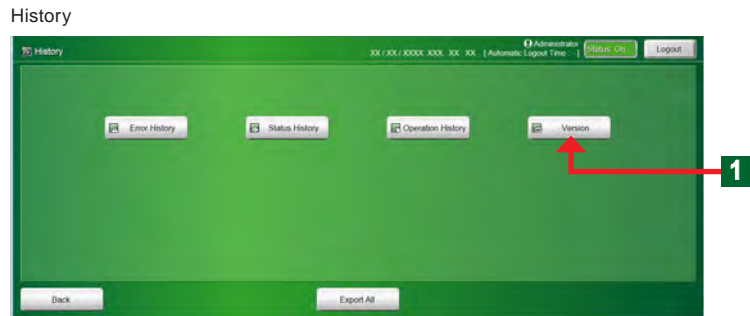 History
History
XX / XX / XXXX XXX XX : XX [ Automatic Logout Time : - ]
Administrator
Status: On
Logout
Error History
Status History
Operation History
Version
1
Back
Export All